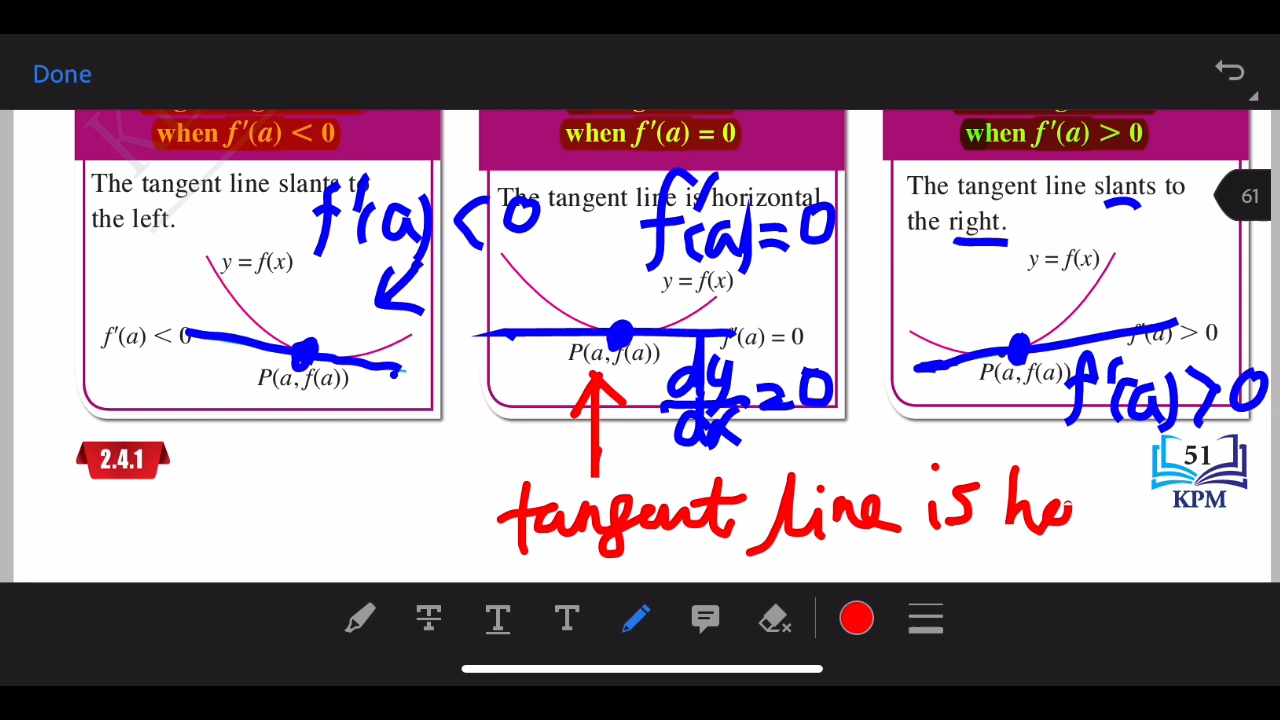 Done
when f′(a) < 0
The tangent line slants to
the left.
f'(a) < 0
y = f(x)
f′(a) < 0
P(a, f(a))
when f′(a) = 0
The tangent line is horizontal
f'(a) = 0
y = f(x)
f′(a) = 0
P(a, f(a))
dy/dx = 0
when f′(a) > 0
The tangent line slants to
the right.
y = f(x)
f′(a) > 0
P(a, f(a))
f'(a) > 0
61
2.4.1
51
KPM
tangent line is ho